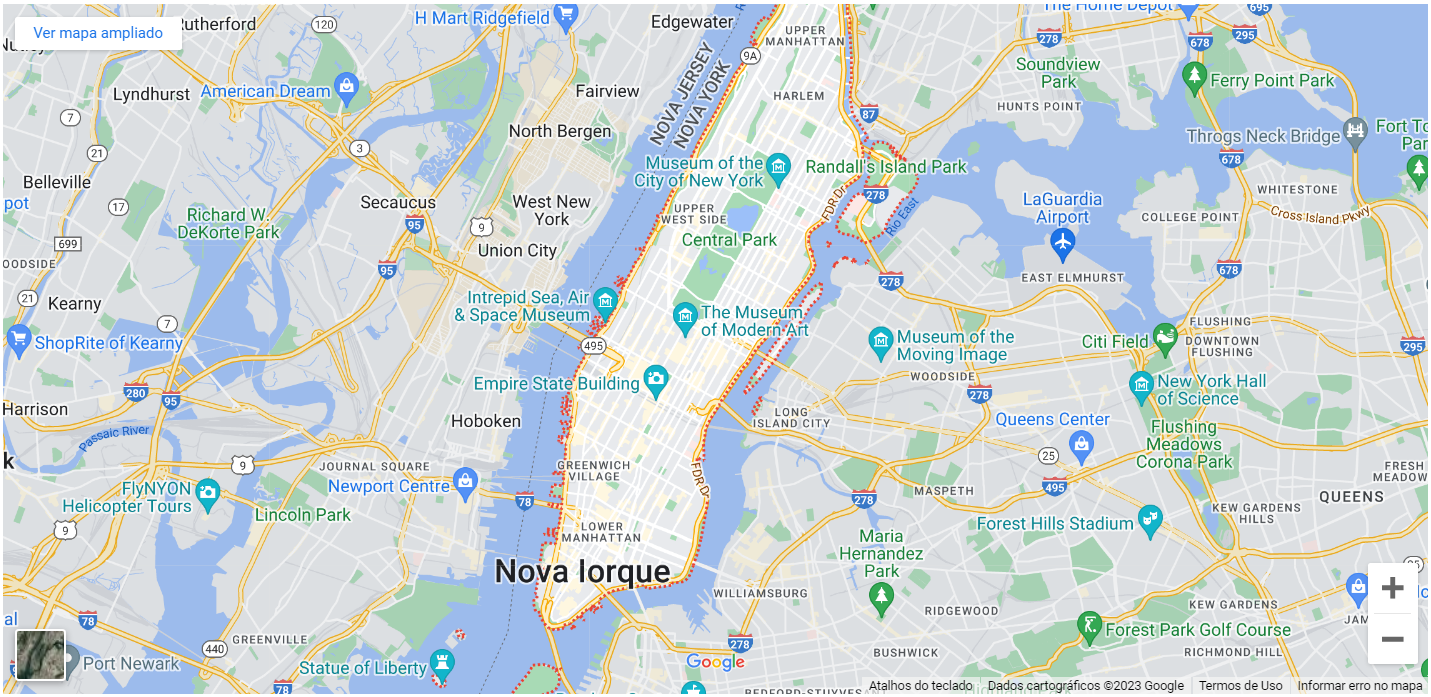 H Mart Ridgefield
Edgewater
The Home Depot
Rutherford
120
Ver mapa ampliado
UPPER
MANHATTAN
9A
278
678
295
Soundview
Park
Ferry Point Park
Lyndhurst
American Dream
Fairview
NOVA JERSEY
NOVA YORK
HARLEM
HUNTS POINT
87
7
North Bergen
Throgs Neck Bridge
21
3
678
Belleville
Museum of the
City of New York
Randall's Island Park
278
FDR Dr
Rio East
WHITESTONE
Cross Island Pkwy
17
Secaucus
West New
York
UPPER
WEST SIDE
LaGuardia
Airport
COLLEGE POINT
Richard W.
DeKorte Park
95
9
699
Union City
Central Park
95
278
EAST ELMHURST
678
21
Kearny
Intrepid Sea, Air
& Space Museum
The Museum
of Modern Art
7
ShopRite of Kearny
495
Museum of the
Moving Image
Citi Field
FLUSHING
DOWNTOWN
FLUSHING
295
Empire State Building
WOODSIDE
278
New York Hall
of Science
280
95
Harrison
Hoboken
LONG
ISLAND CITY
Queens Center
Flushing
Meadows
Corona Park
Passaic River
9
JOURNAL SQUARE
GREENWICH
VILLAGE
FDR Dr
25
495
FRESH
FlyNYON
Helicopter Tours
Newport Centre
78
278
MASPETH
QUEENS
KEW GARDENS
HILLS
Lincoln Park
9
LOWER
MANHATTAN
Forest Hills Stadium
Nova Iorque
Maria
Hernandez
Park
WILLIAMSBURG
RIDGEWOOD
KEW GARDENS
78
GREENVILLE
440
Port Newark
Statue of Liberty
278
BUSHWICK
Forest Park Golf Course
RICHMOND HILL
78
Google
Atalhos do teclado
Dados cartográficos ©2023 Google
Termos de Uso
Informar erro no mapa